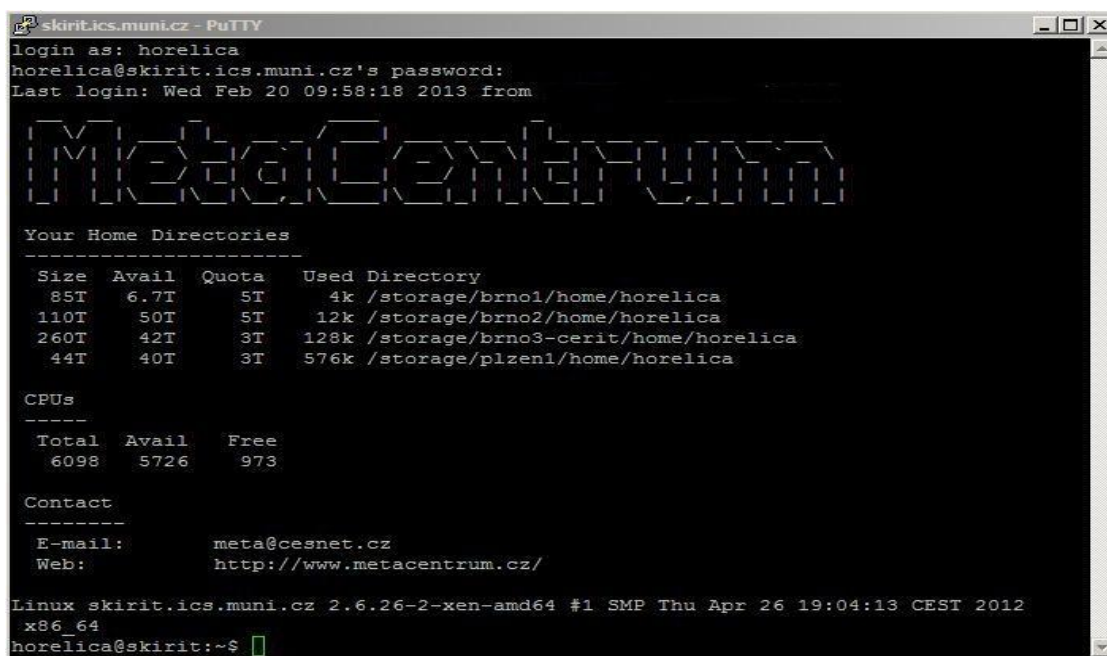 skirit.ics.muni.cz - PuTTY
login as: horelica
horelica@skirit.ics.muni.cz's password:
Last login: Wed Feb 20 09:58:18 2013 from
MetaCentrum
Your Home Directories
----------------------
Size Avail Quota Used Directory
85T 6.7T 5T 4k /storage/brno1/home/horelica
110T 50T 5T 12k /storage/brno2/home/horelica
260T 42T 3T 128k /storage/brno3-cerit/home/horelica
44T 40T 3T 576k /storage/plzen1/home/horelica
CPUs
-----
Total Avail Free
6098 5726 973
Contact
--------
E-mail: meta@cesnet.cz
Web: http://www.metacentrum.cz/
Linux skirit.ics.muni.cz 2.6.26-2-xen-amd64 #1 SMP Thu Apr 26 19:04:13 CEST 2012
x86_64
horelica@skirit:~$